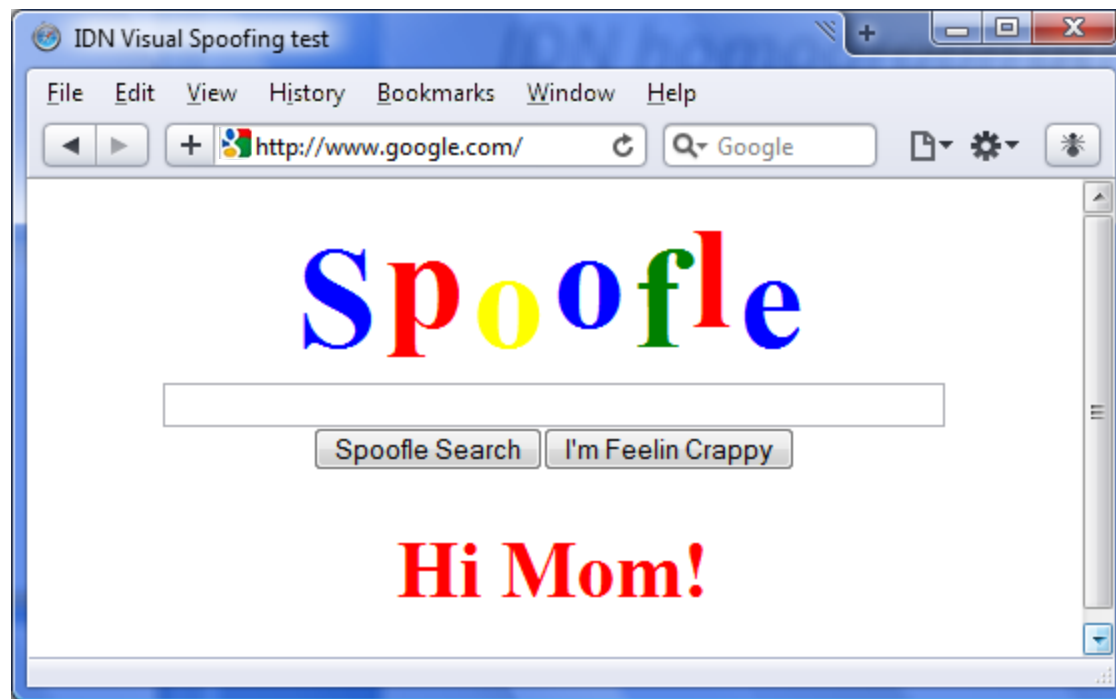 IDN Visual Spoofing test
File Edit View History Bookmarks Window Help
http://www.google.com/ Google
Spoofle
Spoofle Search I'm Feelin Crappy
Hi Mom!